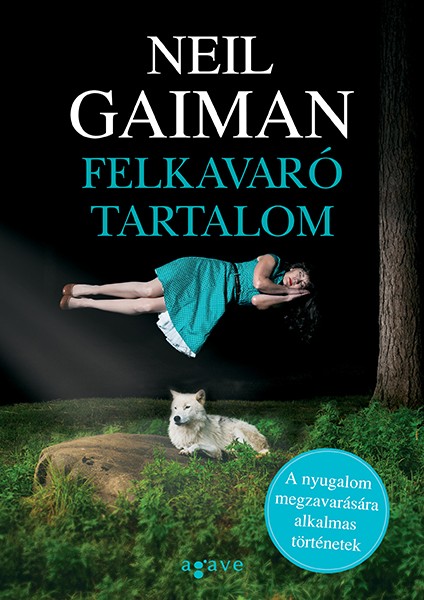 NEIL
GAIMAN
FELKAVARÓ
TARTALOM
A nyugalom
megzavarására
alkalmas
történetek
agave